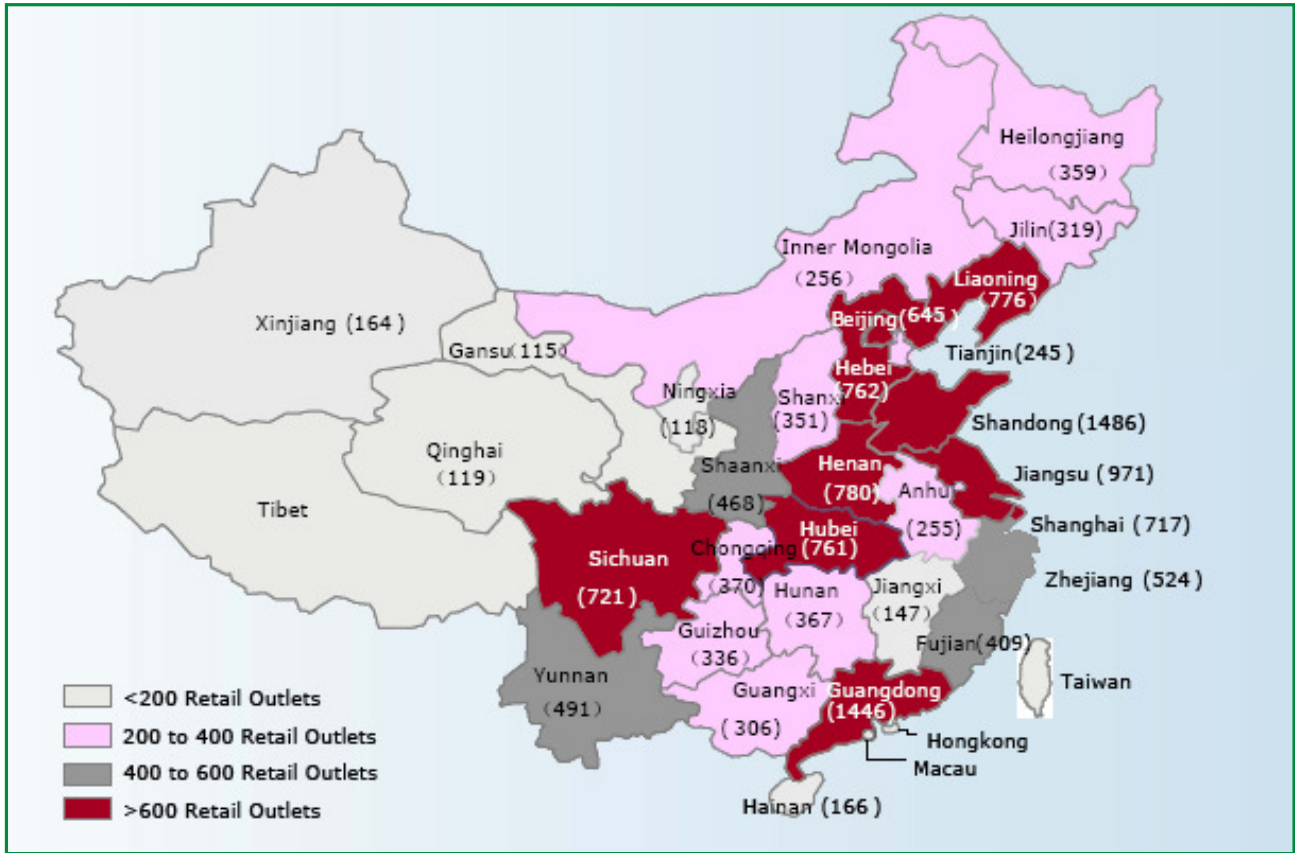 Heilongjiang
(359)
Jilin(319)
Inner Mongolia
(256)
Liaoning
(776)
Beijing(645)
Xinjiang (164)
Gansu(115)
Tianjin(245)
Hebei
(762)
Ningxia
(118)
Shanxi
(351)
Shandong(1486)
Qinghai
(119)
Shaanxi
(468)
Henan
(780)
Jiangsu (971)
Anhui
(255)
Tibet
Shanghai (717)
Hubei
(761)
Sichuan
(721)
Chongqing
(370)
Zhejiang (524)
Hunan
(367)
Jiangxi
(147)
Guizhou
(336)
Fujian(409)
Yunnan
(491)
Taiwan
Guangxi
(306)
Guangdong
(1446)
Hongkong
Macau
Hainan (166)
<200 Retail Outlets
200 to 400 Retail Outlets
400 to 600 Retail Outlets
>600 Retail Outlets